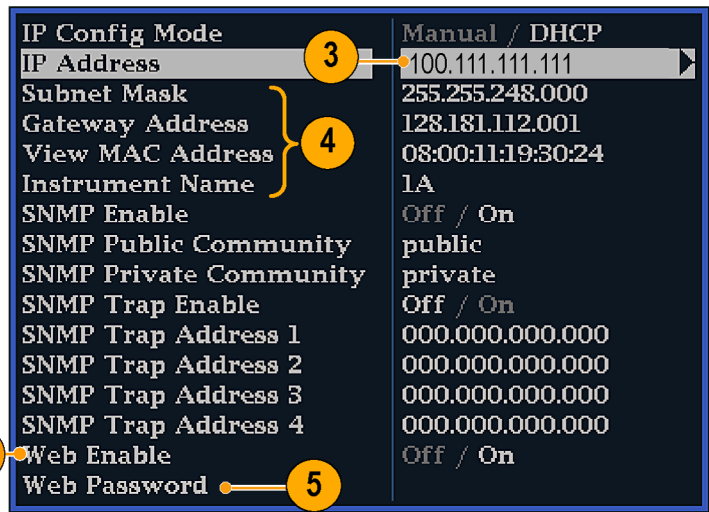 IP Config Mode Manual / DHCP
IP Address 3 100.111.111.111
Subnet Mask 255.255.248.000
Gateway Address 128.181.112.001
4
View MAC Address 08:00:11:19:30:24
Instrument Name 1A
SNMP Enable Off / On
SNMP Public Community public
SNMP Private Community private
SNMP Trap Enable Off / On
SNMP Trap Address 1 000.000.000.000
SNMP Trap Address 2 000.000.000.000
SNMP Trap Address 3 000.000.000.000
SNMP Trap Address 4 000.000.000.000
Web Enable Off / On
Web Password 5